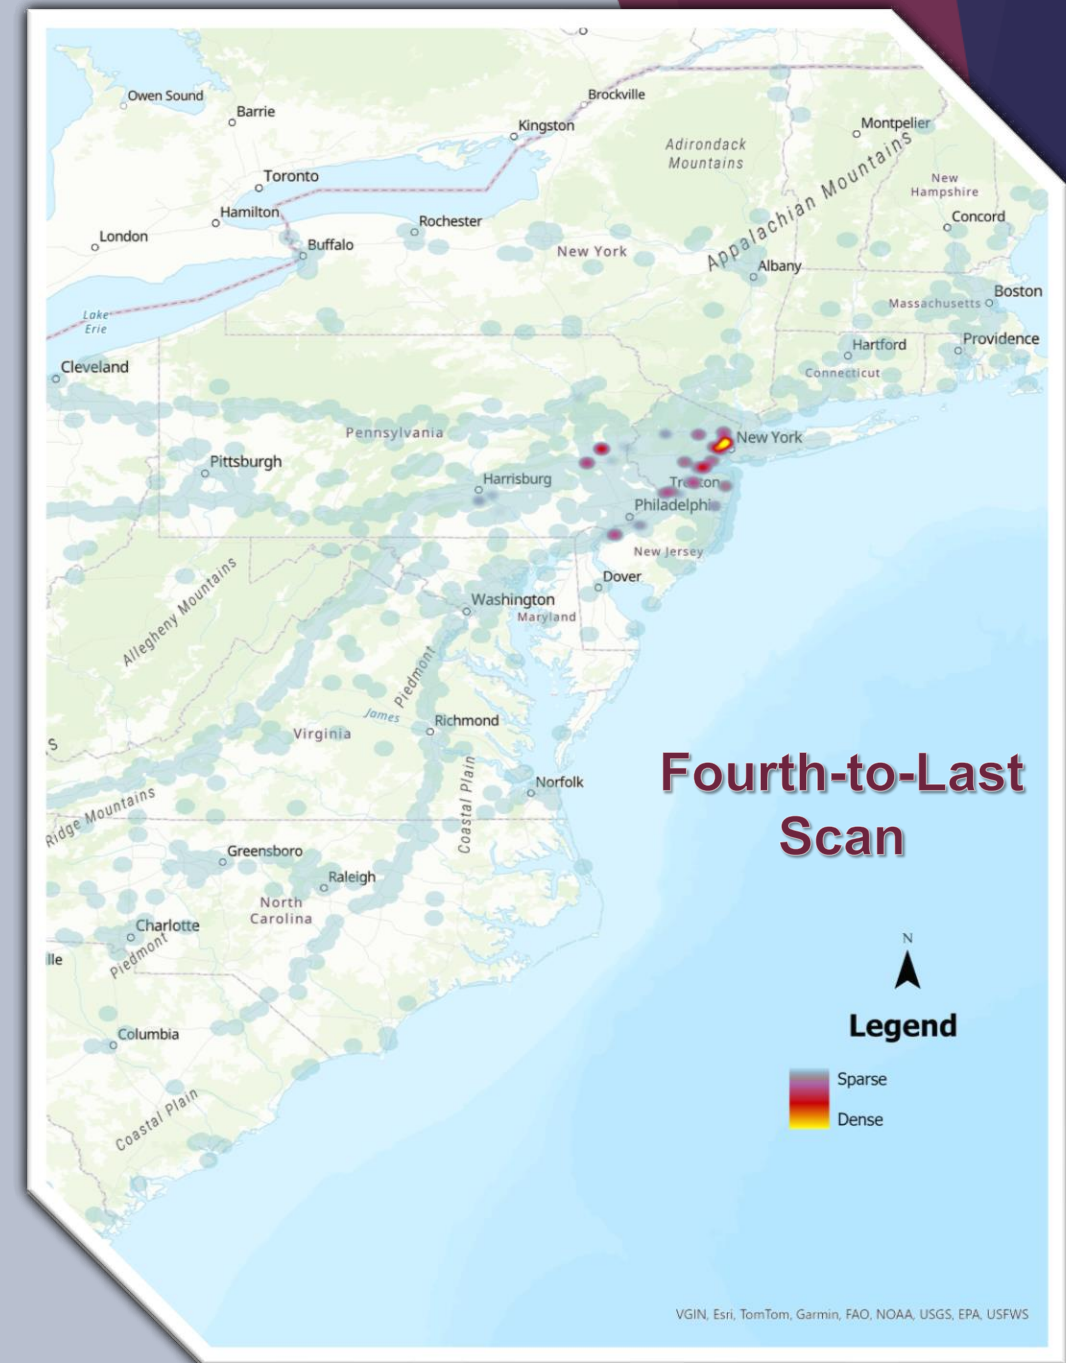 Owen Sound
Barrie
Brockville
Kingston
Montpelier
Adirondack
Mountains
Appalachian Mountains
Toronto
New
Hampshire
Hamilton
Rochester
Concord
London
Buffalo
New York
Albany
Lake
Erie
Massachusetts
Boston
Hartford
Providence
Connecticut
Cleveland
Pennsylvania
New York
Pittsburgh
Harrisburg
Trenton
Philadelphi
New Jersey
Dover
Allegheny Mountains
Washington
Maryland
Piedmont
James
Richmond
Virginia
S
Coastal Plain
Norfolk
Ridge Mountains
Greensboro
Raleigh
North
Carolina
Charlotte
Piedmont
lle
Columbia
Coastal Plain
Fourth-to-Last
Scan
N
Legend
Sparse
Dense
VGIN, Esri, TomTom, Garmin, FAO, NOAA, USGS, EPA, USFWS